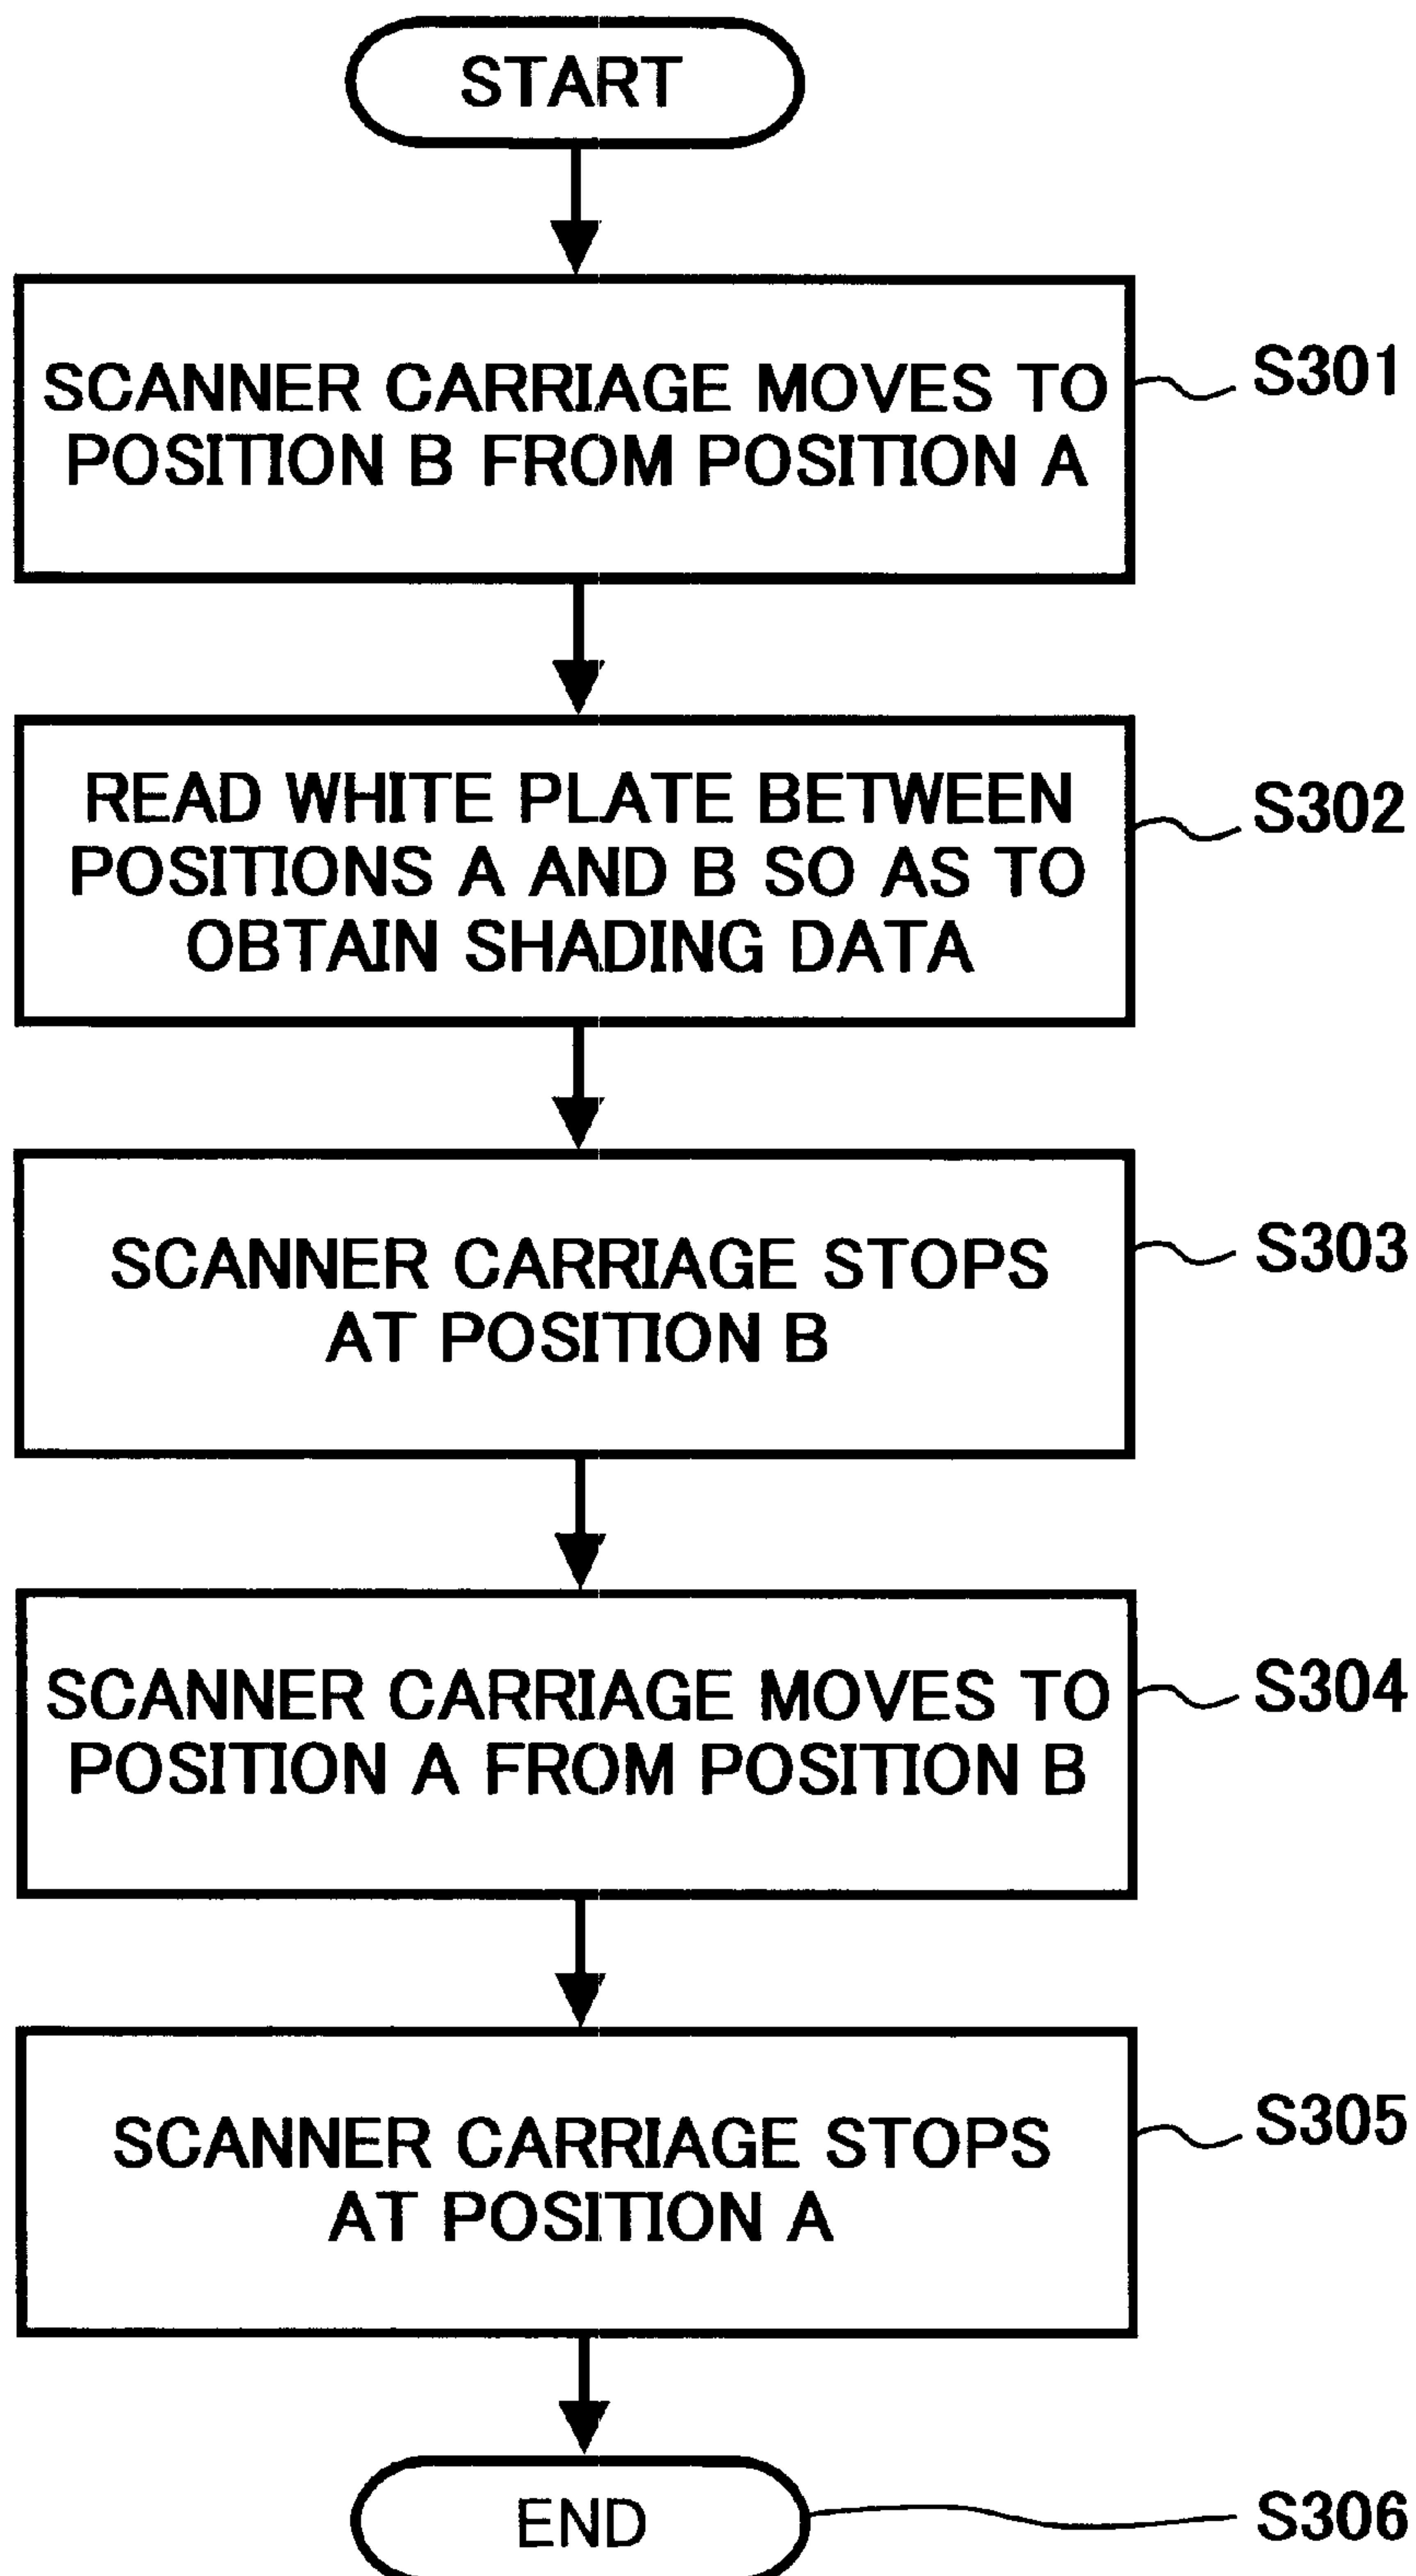 START
SCANNER CARRIAGE MOVES TO
POSITION B FROM POSITION A
S301
READ WHITE PLATE BETWEEN
POSITIONS A AND B SO AS TO
OBTAIN SHADING DATA
S302
SCANNER CARRIAGE STOPS
AT POSITION B
S303
SCANNER CARRIAGE MOVES TO
POSITION A FROM POSITION B
S304
SCANNER CARRIAGE STOPS
AT POSITION A
S305
END
S306